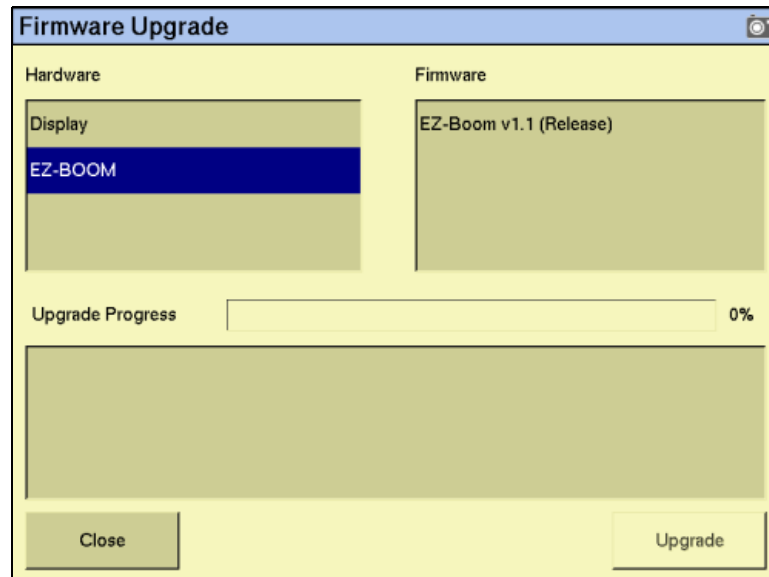 Firmware Upgrade
Hardware
Firmware
Display
EZ-BOOM
EZ-Boom v1.1 (Release)
Upgrade Progress
0%
Close
Upgrade